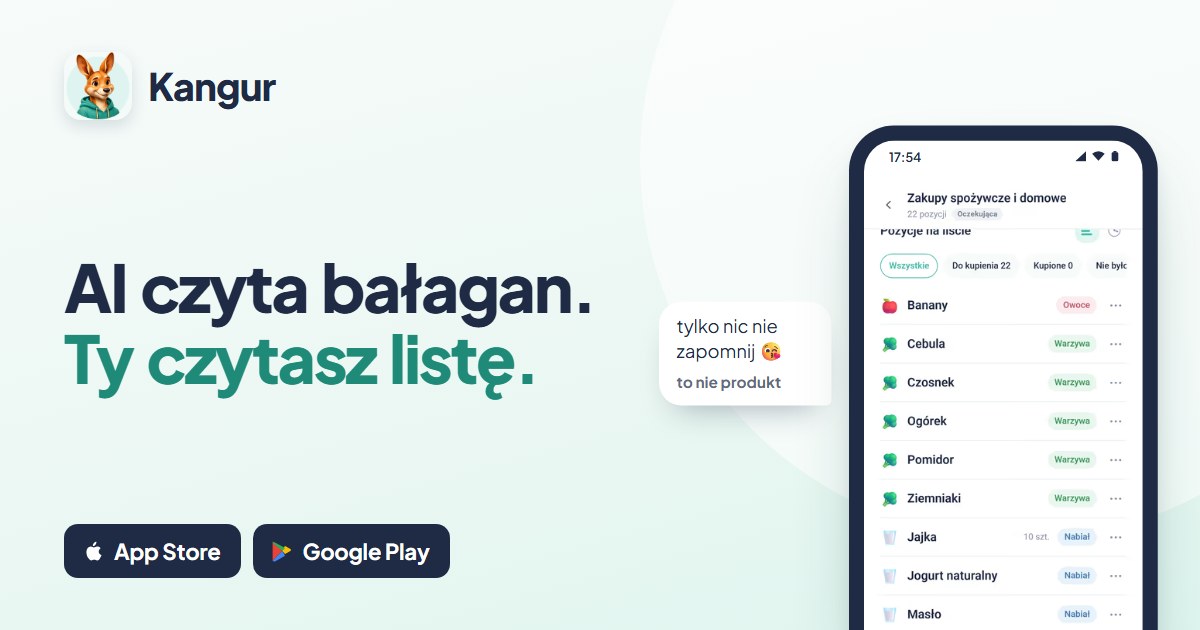 Kangur
AI czyta bałagan.
Ty czytasz listę.
App Store
Google Play
tylko nic nie
zapomnij 😘
to nie produkt
17:54
Zakupy spożywcze i domowe
22 pozycji Oczekująca
Pozycje na liście
Wszystkie Do kupienia 22 Kupione 0 Nie było
Banany Owoce
Cebula Warzywa
Czosnek Warzywa
Ogórek Warzywa
Pomidor Warzywa
Ziemniaki Warzywa
Jajka 10 szt. Nabiał
Jogurt naturalny Nabiał
Masło Nabiał